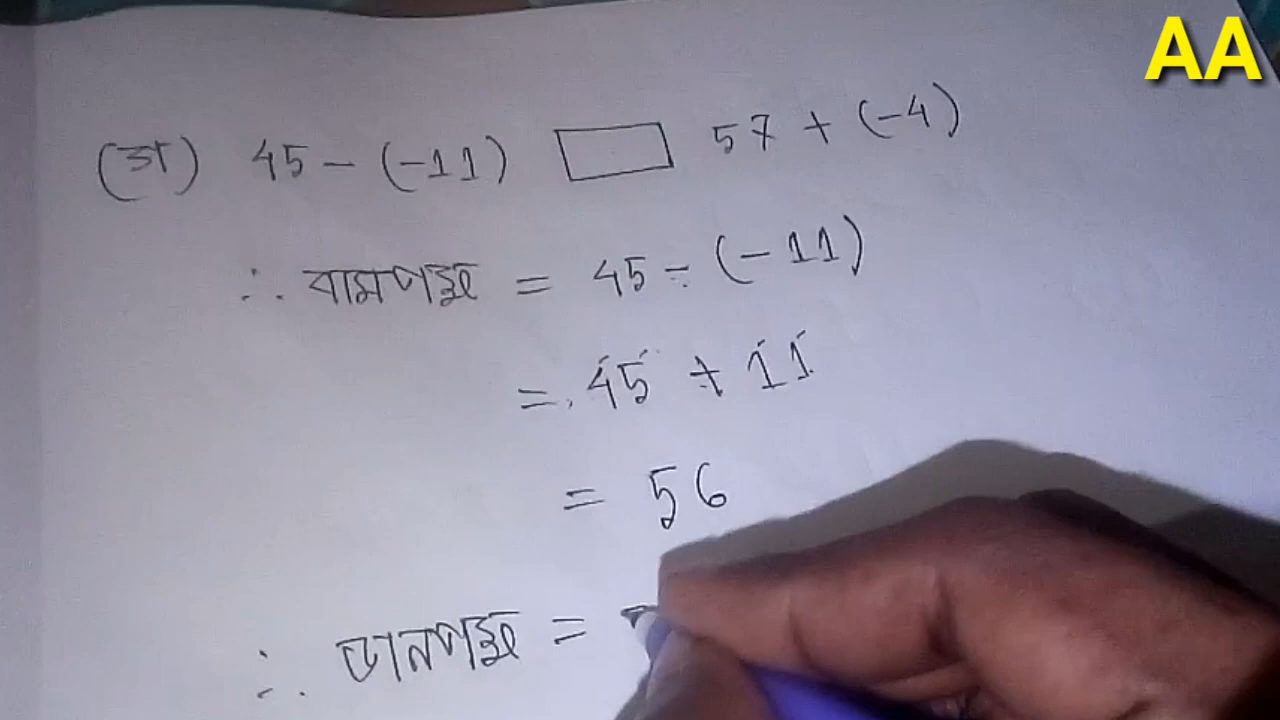 AA
(জ) 45 - (-11) □ 57 + (-4)
∴ বামপক্ষ = 45 - (-11)
= 45 + 11
= 56
∴ ডানপক্ষ =